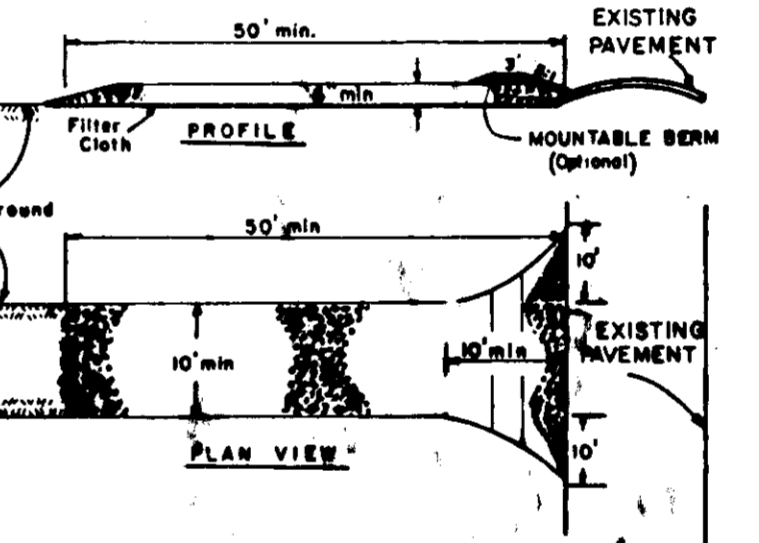 50' min.
EXISTING
PAVEMENT
3'
min
Filter
Cloth
PROFILE
MOUNTABLE BERM
(Optional)
round
50' min
10'
10' min
EXISTING
PAVEMENT
10' min
PLAN VIEW
10'